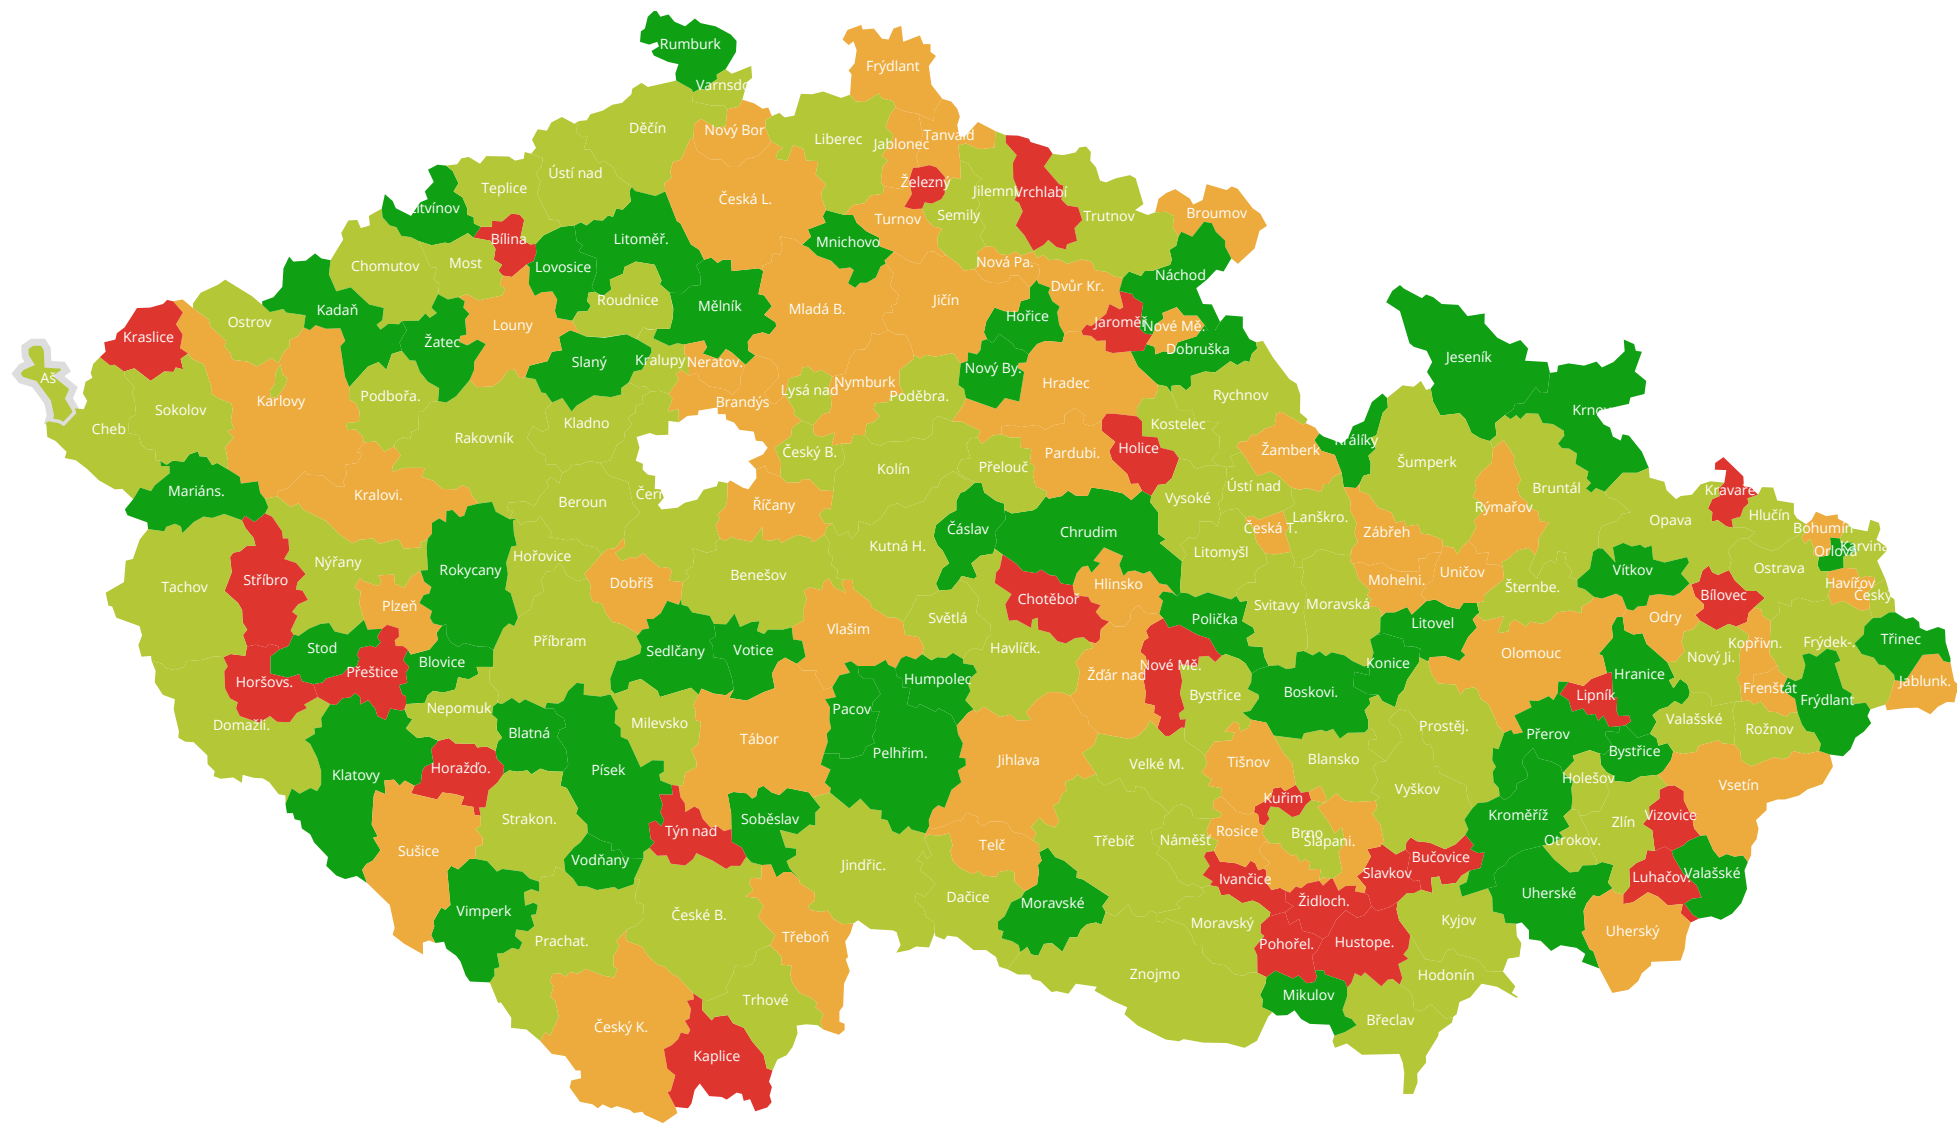 Rumburk
Frýdlant
Varnsdo
Děčín
Nový Bor
Liberec
Jablonec
Tanvald
Ústí nad
Teplice
Česká L.
Železný
Jilemni
Vrchlabí
Litvínov
Turnov
Semily
Trutnov
Broumov
Bílina
Litoměř.
Mnichovo
Chomutov
Most
Lovosice
Nová Pa.
Náchod
Kadaň
Roudnice
Mělník
Mladá B.
Jičín
Dvůr Kr.
Ostrov
Louny
Hořice
Jaroměř
Nové Mě.
Kraslice
Žatec
Slaný
Kralupy
Neratov.
Dobruška
Jeseník
Aš
Karlovy
Podbořa.
Lysá nad
Nymburk
Poděbra.
Nový By.
Hradec
Rychnov
Sokolov
Brandýs
Krnov
Cheb
Rakovník
Kladno
Kostelec
Králíky
Český B.
Pardubi.
Holice
Žamberk
Šumperk
Mariáns.
Kralovi.
Beroun
Čern
Kolín
Přelouč
Vysoké
Ústí nad
Bruntál
Kravaře
Říčany
Lanškro.
Rýmařov
Opava
Hlučín
Bohumín
Čáslav
Chrudim
Česká T.
Zábřeh
Nýřany
Hořovice
Kutná H.
Litomyšl
Orlová
Karviná
Tachov
Stříbro
Rokycany
Dobříš
Benešov
Hlinsko
Mohelni.
Uničov
Šternbe.
Vítkov
Ostrava
Havířov
Český
Plzeň
Chotěboř
Svitavy
Moravská
Bílovec
Příbram
Vlašim
Světlá
Polička
Litovel
Odry
Stod
Sedlčany
Votice
Havlíčk.
Olomouc
Kopřivn.
Frýdek-.
Třinec
Horšovs.
Přeštice
Blovice
Humpolec
Žďár nad
Nové Mě.
Konice
Hranice
Nový Ji.
Jablunk.
Domažli.
Nepomuk
Milevsko
Pacov
Bystřice
Boskovi.
Lipník
Frenštát
Frýdlant
Blatná
Tábor
Prostěj.
Přerov
Valašské
Rožnov
Klatovy
Horažďo.
Písek
Pelhřim.
Jihlava
Velké M.
Tišnov
Blansko
Bystřice
Vyškov
Holešov
Vsetín
Strakon.
Týn nad
Soběslav
Kuřim
Kroměříž
Zlín
Vizovice
Sušice
Vodňany
Jindřic.
Telč
Třebíč
Náměšť
Rosice
Brno
Šlapani.
Otrokov.
Bučovice
Slavkov
Ivančice
Luhačov.
Valašské
Vimperk
České B.
Dačice
Moravské
Židloch.
Uherské
Prachat.
Třeboň
Moravský
Kyjov
Uherský
Pohořel.
Hustope.
Znojmo
Hodonín
Trhové
Mikulov
Český K.
Břeclav
Kaplice